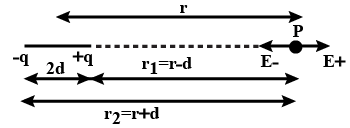 r
P
-q +q
E- E+
2d r₁=r-d
r₂=r+d